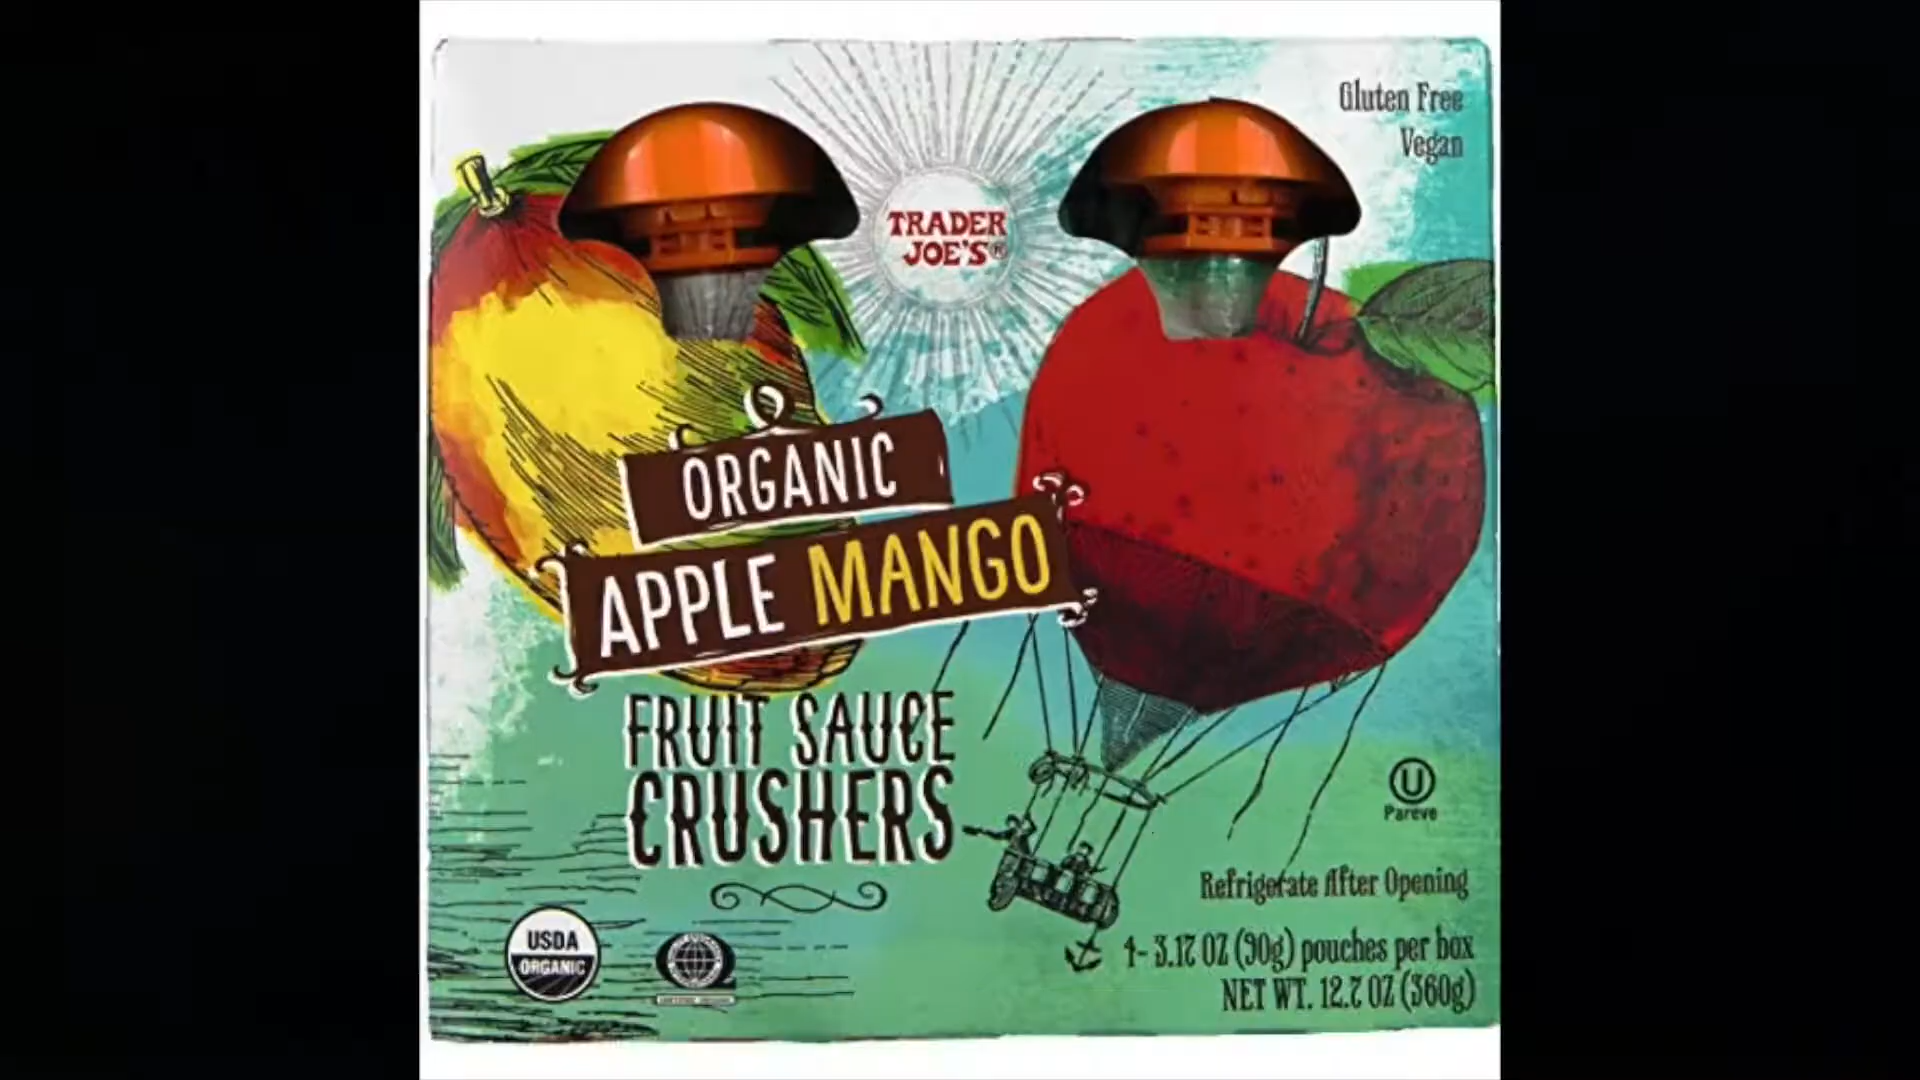 Gluten Free
Vegan
TRADER
JOE'S®
ORGANIC
APPLE MANGO
FRUIT SAUCE
CRUSHERS
U
Pareve
Refrigerate After Opening
4- 3.17 OZ (90g) pouches per box
NET WT. 12.7 OZ (360g)
USDA
ORGANIC